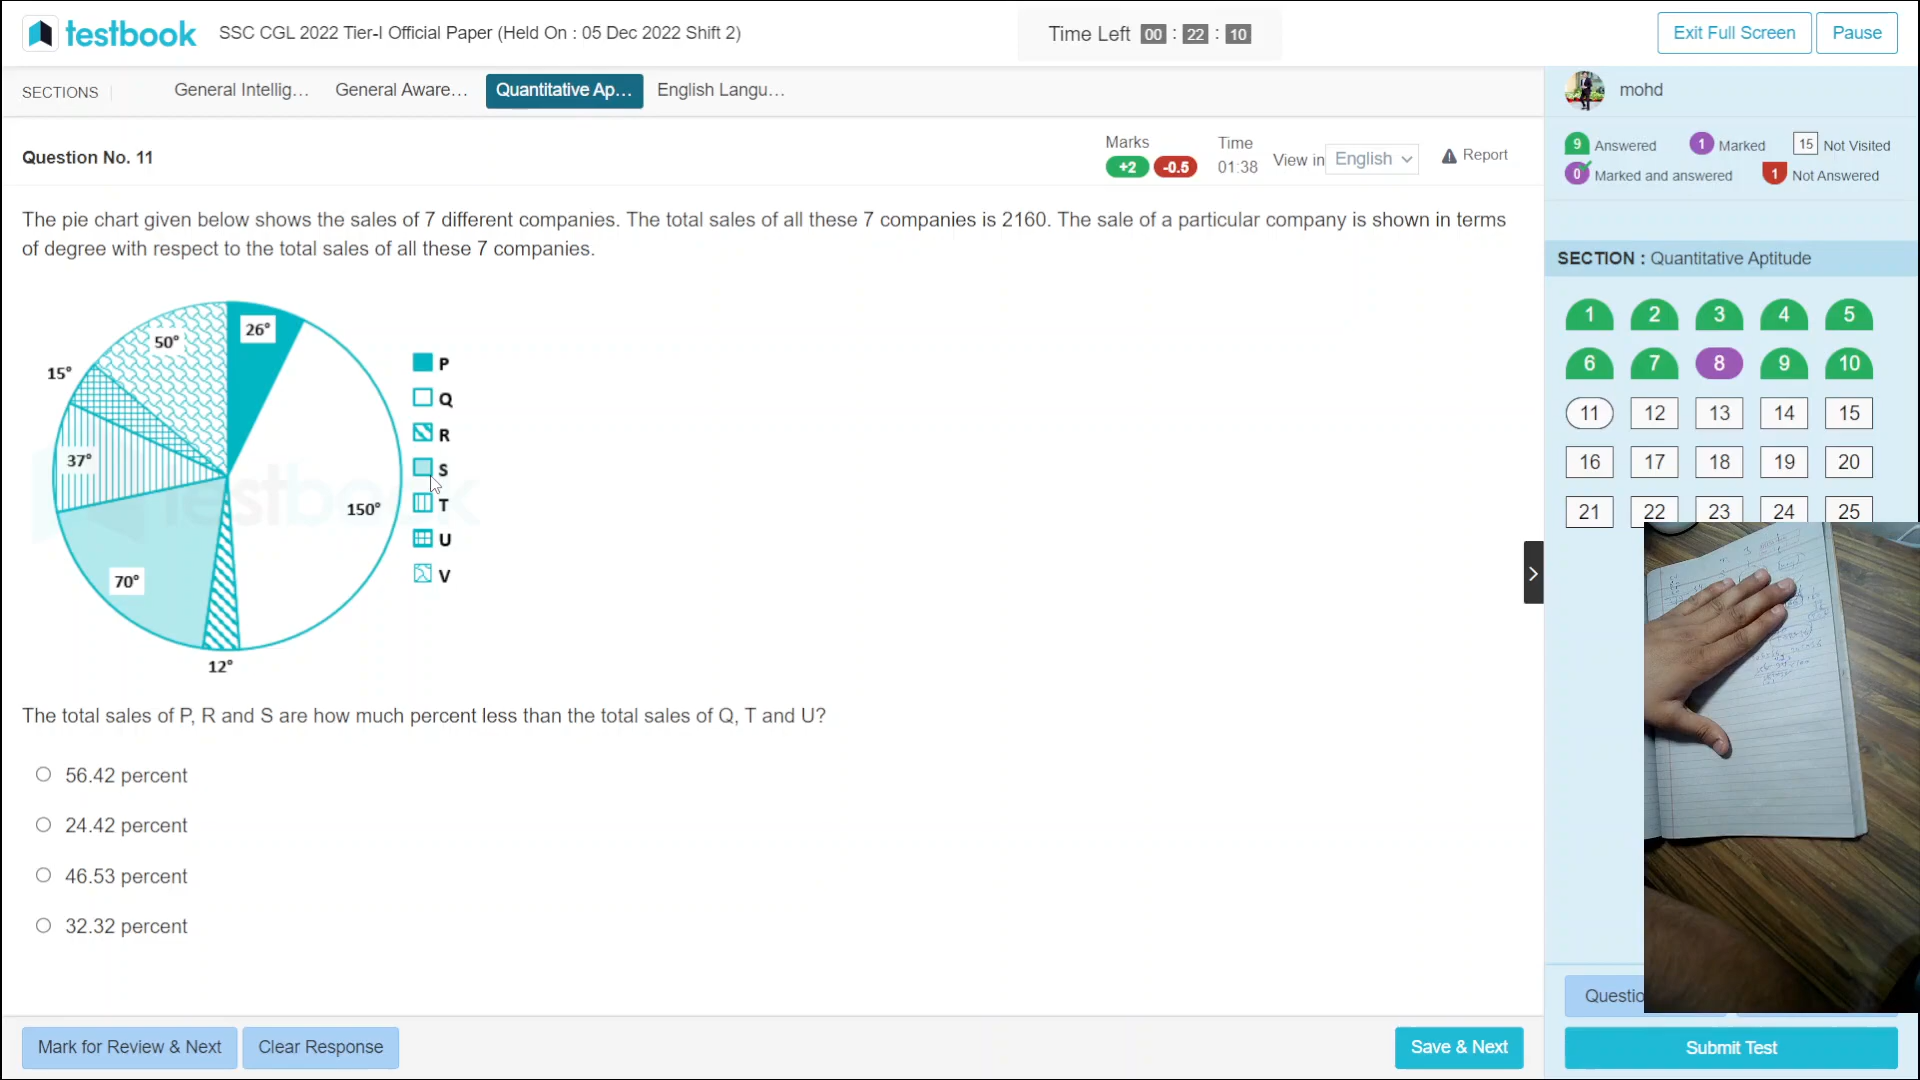 testbook
SSC CGL 2022 Tier-I Official Paper (Held On : 05 Dec 2022 Shift 2)
Time Left 00 : 22 : 10
Exit Full Screen
Pause
SECTIONS
General Intellig...
General Aware...
Quantitative Ap...
English Langu...
mohd
Question No. 11
Marks
+2 -0.5
Time
01:38
View in English
Report
9 Answered
1 Marked
15 Not Visited
0 Marked and answered
1 Not Answered
The pie chart given below shows the sales of 7 different companies. The total sales of all these 7 companies is 2160. The sale of a particular company is shown in terms
of degree with respect to the total sales of all these 7 companies.
SECTION : Quantitative Aptitude
1 2 3 4 5
6 7 8 9 10
11 12 13 14 15
16 17 18 19 20
21 22 23 24 25
26°
50°
15°
37°
150°
70°
12°
P
Q
R
S
T
U
V
testbook
The total sales of P, R and S are how much percent less than the total sales of Q, T and U?
56.42 percent
24.42 percent
46.53 percent
32.32 percent
Questio
Mark for Review & Next
Clear Response
Save & Next
Submit Test